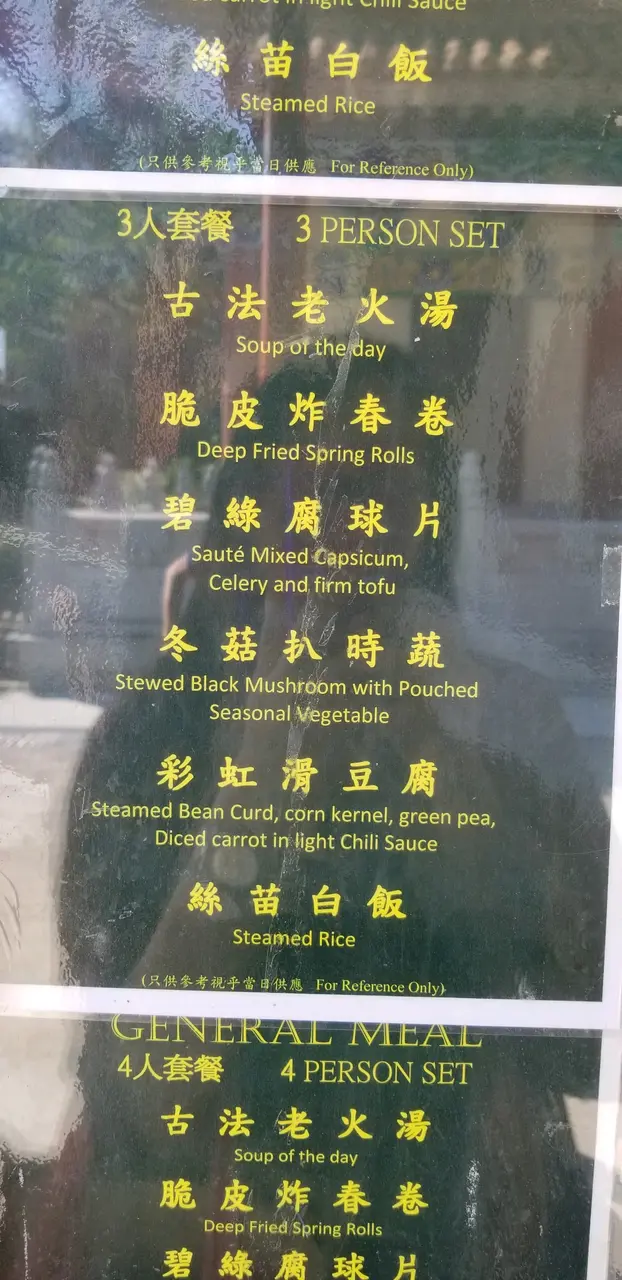 carrot in light Chili Sauce
絲苗白飯
Steamed Rice
(只供參考視乎當日供應 For Reference Only)
3人套餐 3 PERSON SET
古法老火湯
Soup of the day
脆皮炸春卷
Deep Fried Spring Rolls
碧綠腐球片
Sauté Mixed Capsicum,
Celery and firm tofu
冬菇扒時蔬
Stewed Black Mushroom with Pouched
Seasonal Vegetable
彩虹滑豆腐
Steamed Bean Curd, corn kernel, green pea,
Diced carrot in light Chili Sauce
絲苗白飯
Steamed Rice
(只供參考視乎當日供應 For Reference Only)
GENERAL MEAL
4人套餐 4 PERSON SET
古法老火湯
Soup of the day
脆皮炸春卷
Deep Fried Spring Rolls
碧綠腐球片